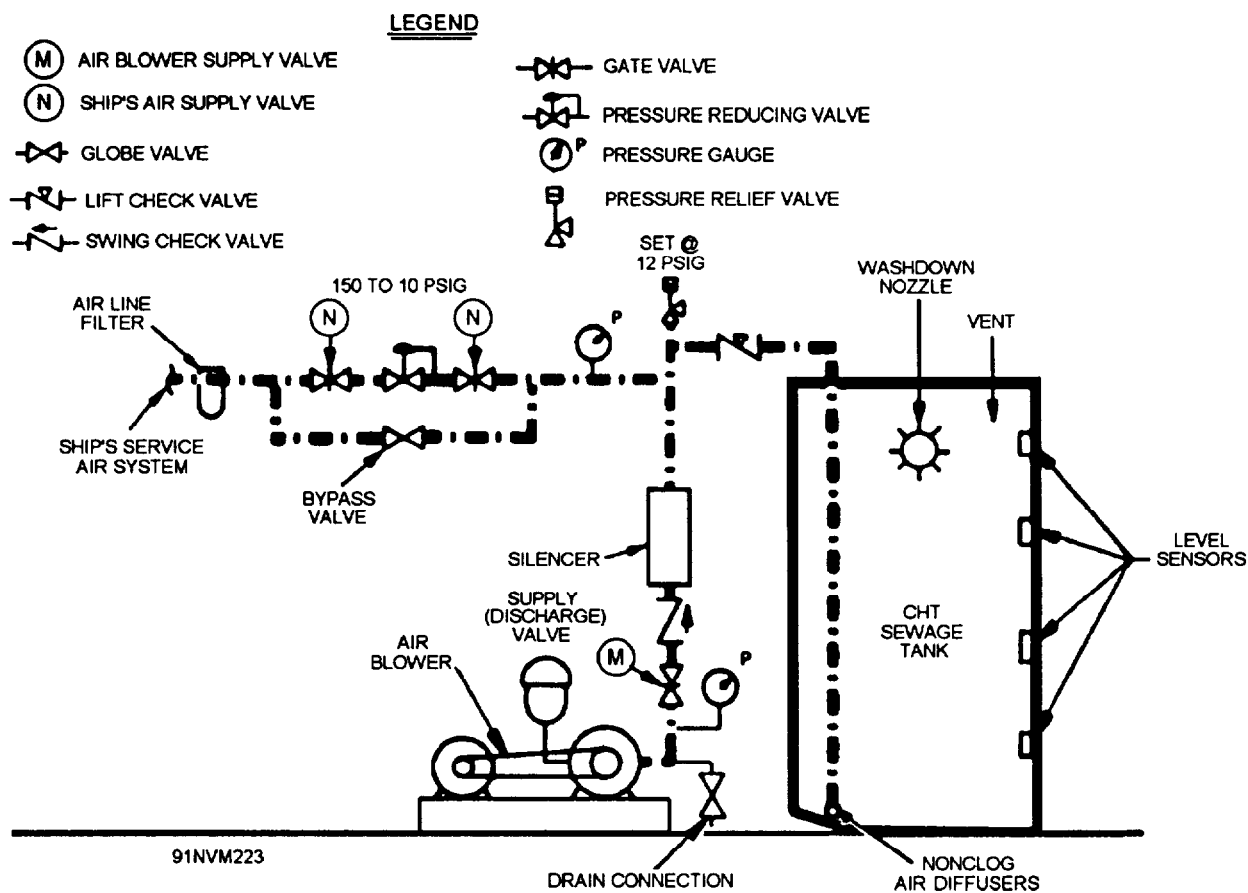 LEGEND
M AIR BLOWER SUPPLY VALVE
N SHIP'S AIR SUPPLY VALVE
GLOBE VALVE
LIFT CHECK VALVE
SWING CHECK VALVE
GATE VALVE
PRESSURE REDUCING VALVE
P PRESSURE GAUGE
PRESSURE RELIEF VALVE
SET @
12 PSIG
150 TO 10 PSIG
AIR LINE
FILTER
N
N
P
WASHDOWN
NOZZLE
VENT
SHIP'S SERVICE
AIR SYSTEM
BYPASS
VALVE
SILENCER
LEVEL
SENSORS
SUPPLY
(DISCHARGE)
VALVE
CHT
SEWAGE
TANK
AIR
BLOWER
M
P
91NVM223
DRAIN CONNECTION
NONCLOG
AIR DIFFUSERS